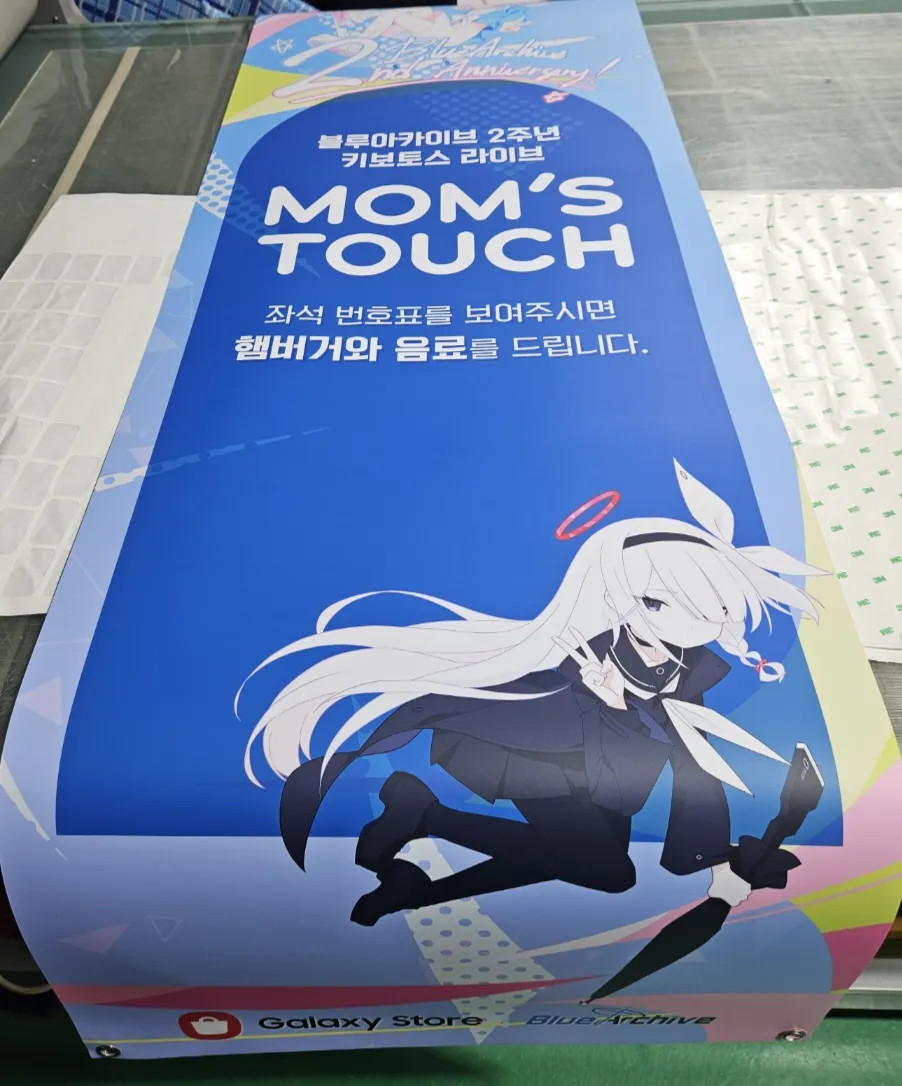 Blue Archive
2nd Anniversary!
블루아카이브 2주년
키보토스 라이브
MOM'S
TOUCH
좌석 번호표를 보여주시면
햄버거와 음료를 드립니다.
Galaxy Store
Blue Archive